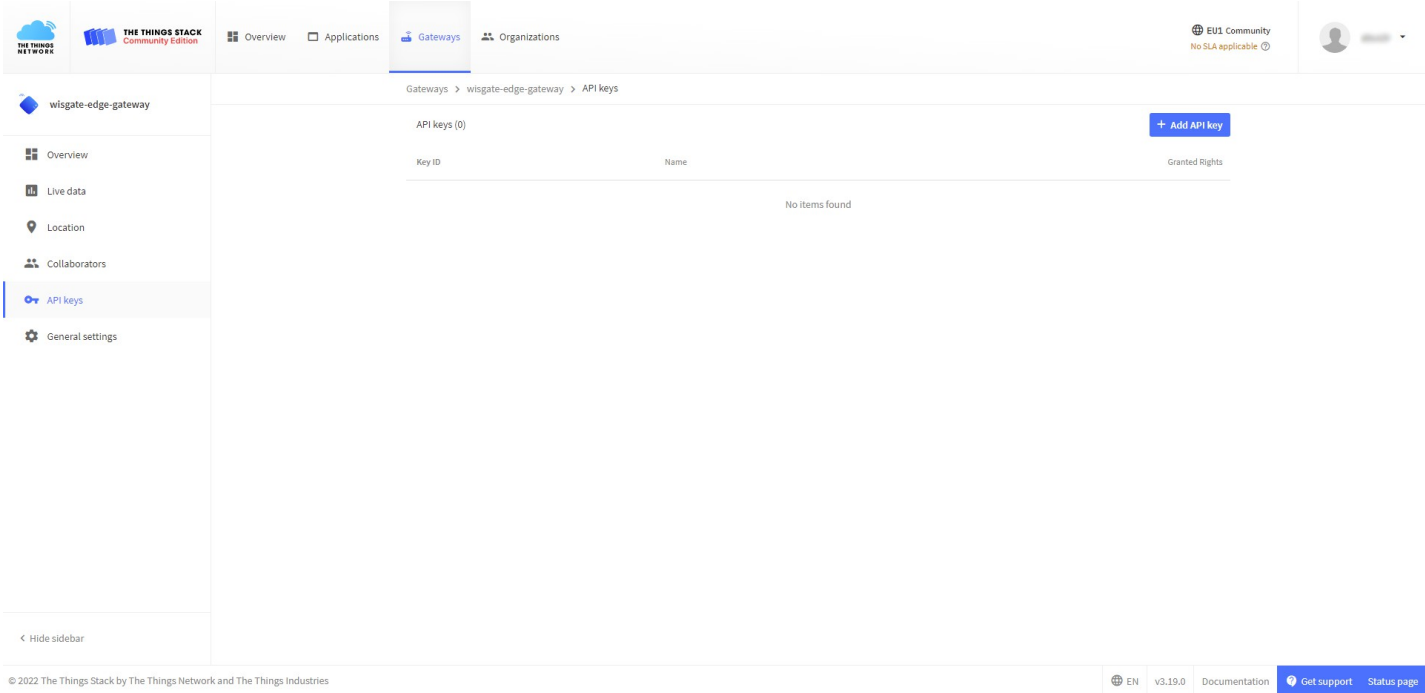 THE THINGS
NETWORK
THE THINGS STACK
Community Edition
Overview
Applications
Gateways
Organizations
EU1 Community
No SLA applicable
wisgate-edge-gateway
Overview
Live data
Location
Collaborators
API keys
General settings
Hide sidebar
Gateways > wisgate-edge-gateway > API keys
API keys (0)
+ Add API key
Key ID
Name
Granted Rights
No items found
© 2022 The Things Stack by The Things Network and The Things Industries
EN
v3.19.0
Documentation
Get support
Status page